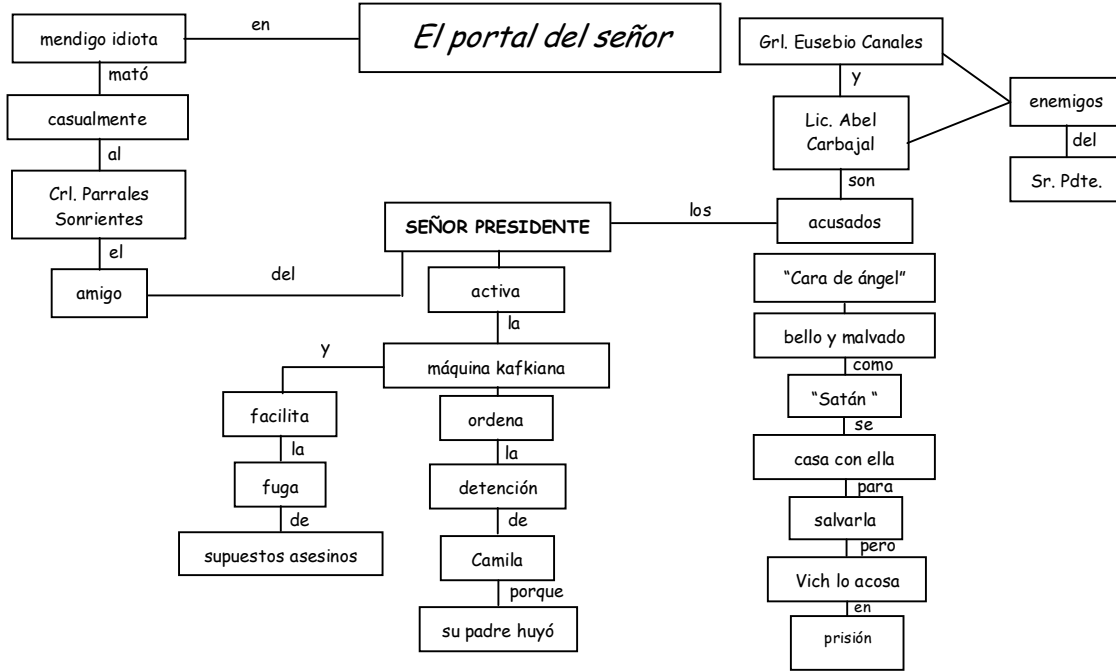 El portal del señor
en
mendigo idiota
mató
casualmente
al
Crl. Parrales
Sonrientes
el
amigo
del
SEÑOR PRESIDENTE
activa
la
máquina kafkiana
y
facilita
la
fuga
de
supuestos asesinos
ordena
la
detención
de
Camila
porque
su padre huyó
los
acusados
son
Grl. Eusebio Canales
y
Lic. Abel
Carbajal
enemigos
del
Sr. Pdte.
"Cara de ángel"
bello y malvado
como
"Satán "
se
casa con ella
para
salvarla
pero
Vich lo acosa
en
prisión